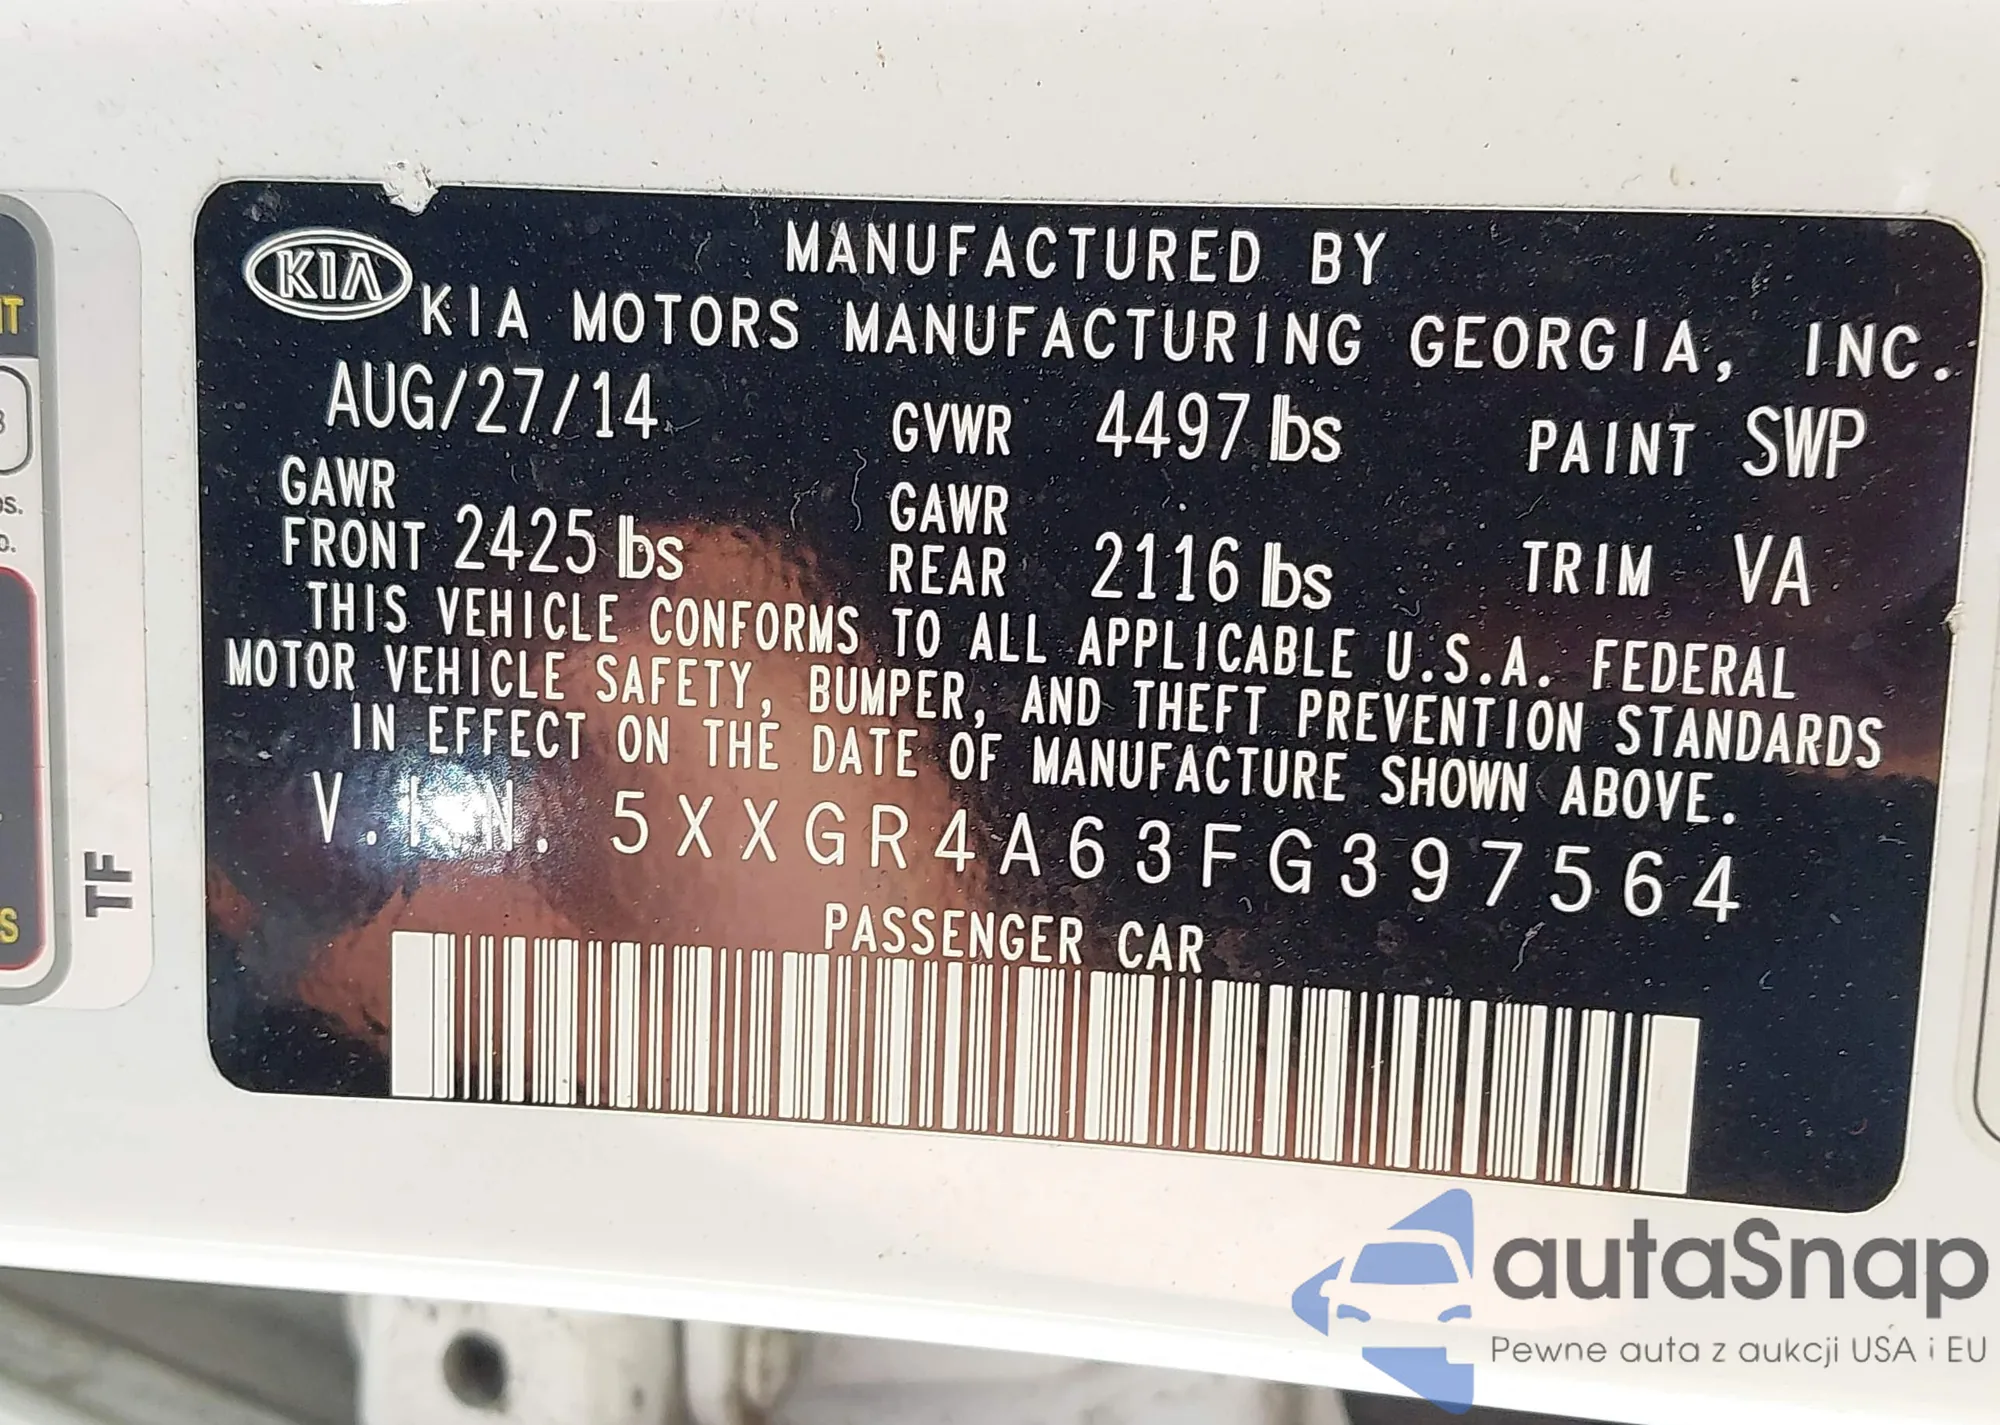 KIA
MANUFACTURED BY
KIA MOTORS MANUFACTURING GEORGIA, INC.
AUG/27/14 GVWR 4497 lbs PAINT SWP
GAWR FRONT 2425 lbs GAWR REAR 2116 lbs TRIM VA
THIS VEHICLE CONFORMS TO ALL APPLICABLE U.S.A. FEDERAL
MOTOR VEHICLE SAFETY, BUMPER, AND THEFT PREVENTION STANDARDS
IN EFFECT ON THE DATE OF MANUFACTURE SHOWN ABOVE.
V.I.N. 5XXGR4A63FG397564
PASSENGER CAR
TF
autaSnap
Pewne auta z aukcji USA i EU